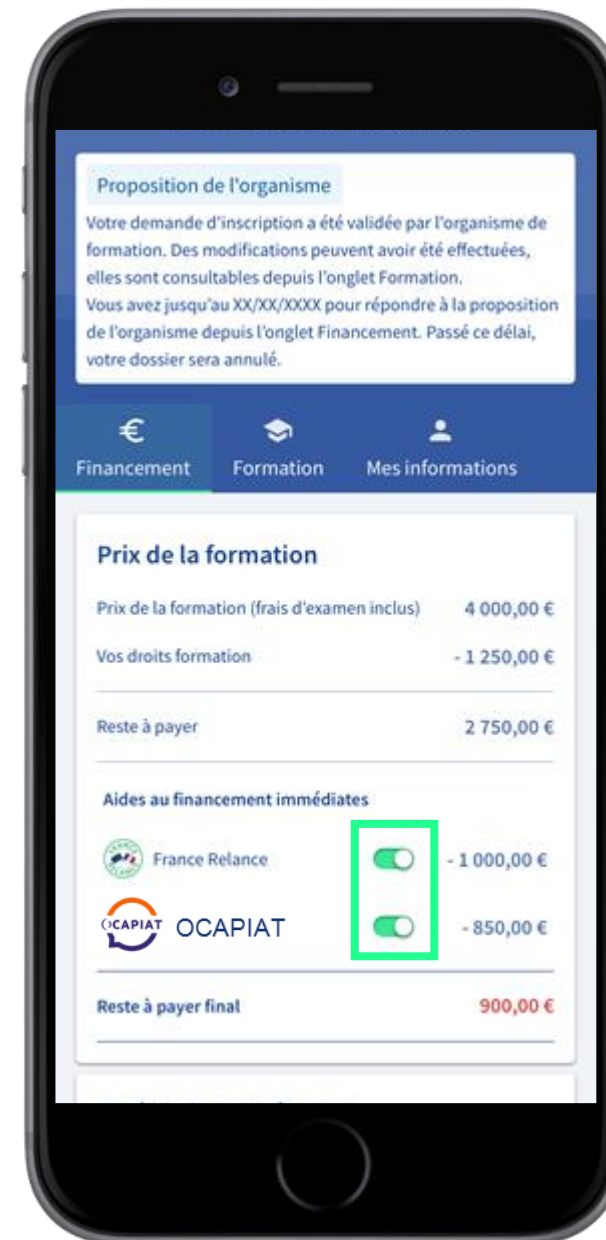 Proposition de l'organisme
Votre demande d'inscription a été validée par l'organisme de
formation. Des modifications peuvent avoir été effectuées,
elles sont consultables depuis l'onglet Formation.
Vous avez jusqu'au XX/XX/XXXX pour répondre à la proposition
de l'organisme depuis l'onglet Financement. Passé ce délai,
votre dossier sera annulé.
Financement Formation Mes informations
Prix de la formation
Prix de la formation (frais d'examen inclus) 4 000,00 €
Vos droits formation - 1 250,00 €
Reste à payer 2 750,00 €
Aides au financement immédiates
France Relance - 1 000,00 €
OCAPIAT OCAPIAT - 850,00 €
Reste à payer final 900,00 €